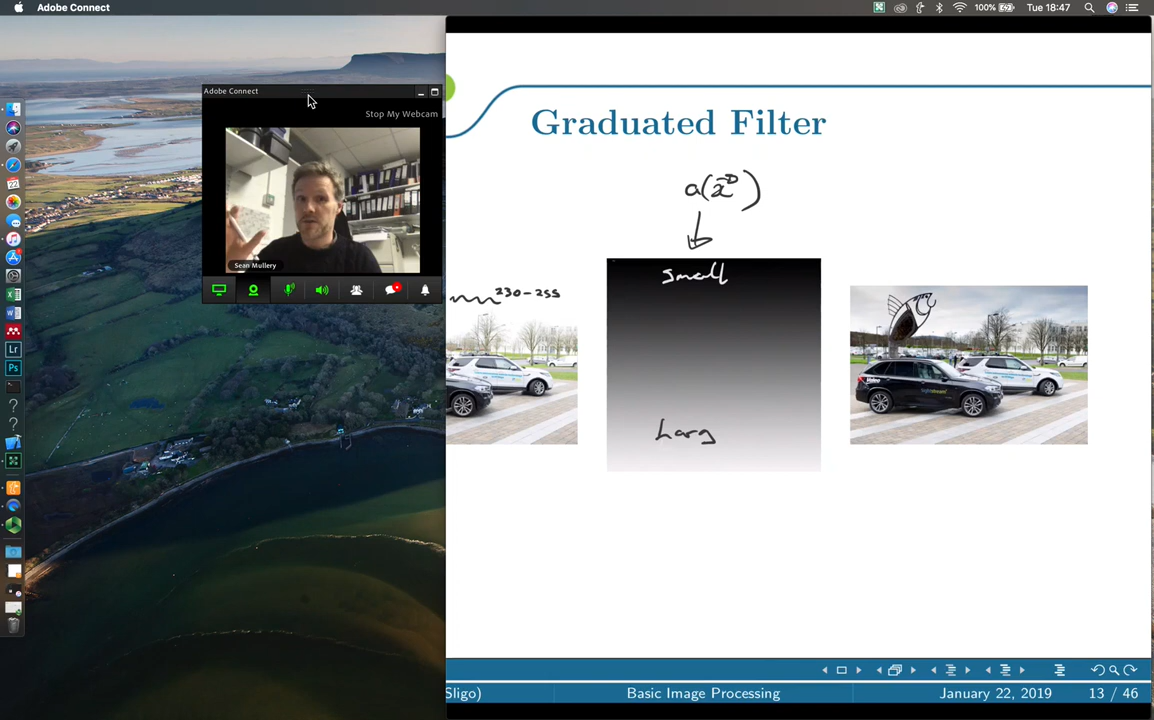 Adobe Connect
100%
Tue 18:47
Adobe Connect
Stop My Webcam
Sean Mullery
Graduated Filter
small
230-255
Larg
Valeo
Sligo)
Basic Image Processing
January 22, 2019
13 / 46